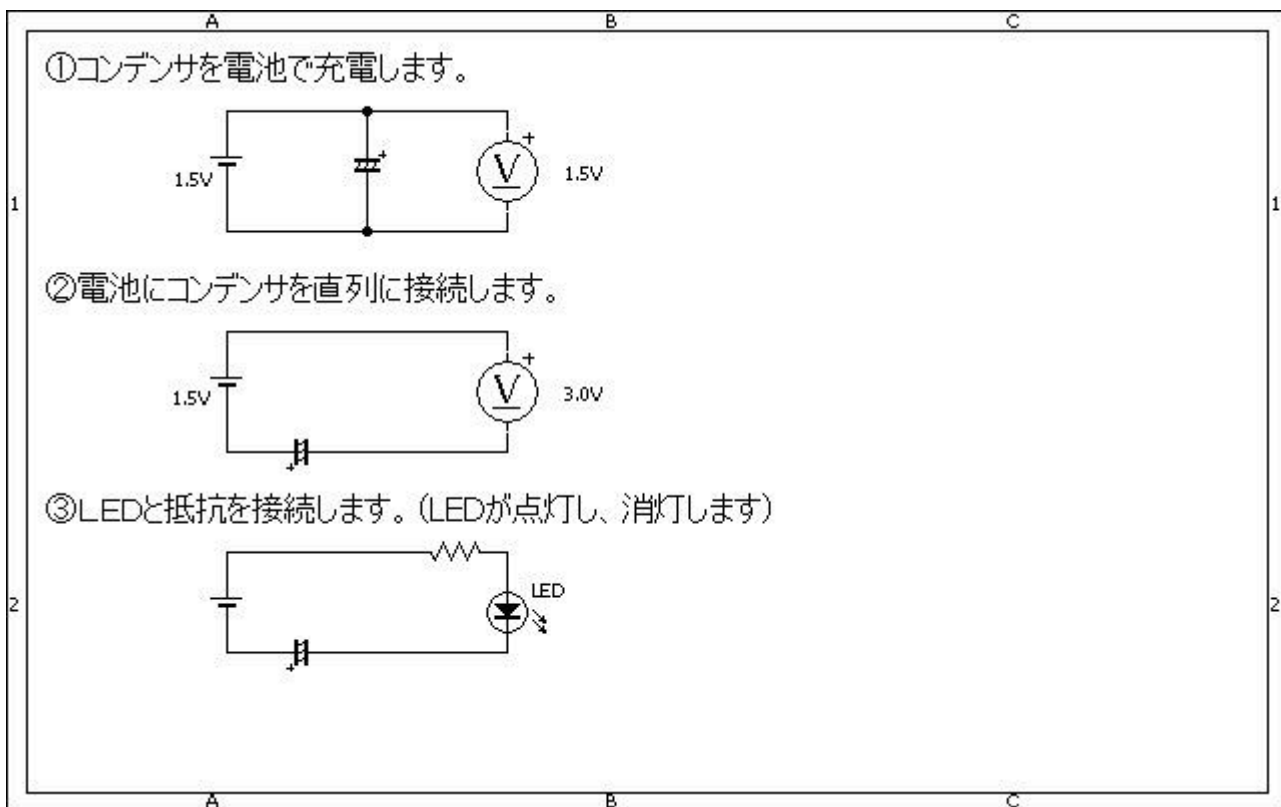 A B C
①コンデンサを電池で充電します。
+ +
1.5V V 1.5V
1 1
②電池にコンデンサを直列に接続します。
+
1.5V V 3.0V
+
③LEDと抵抗を接続します。(LEDが点灯し、消灯します)
LED
2 2
+
A B C